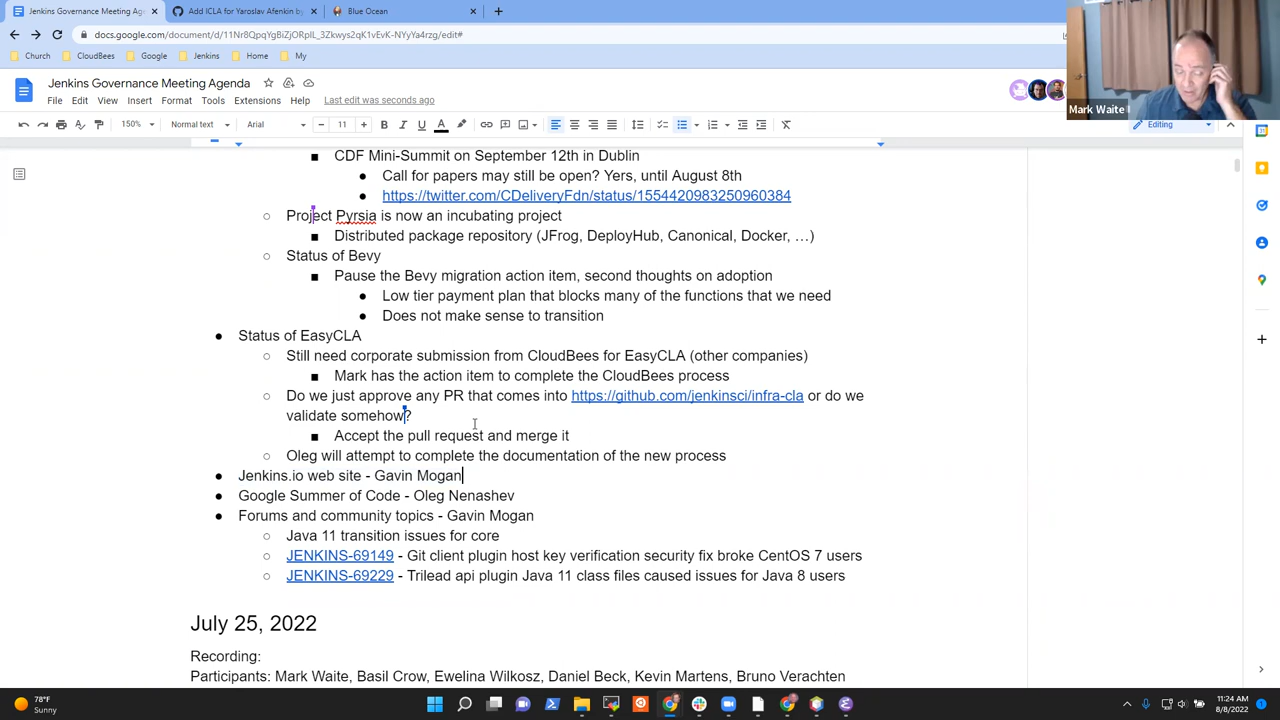 Jenkins Governance Meeting Age
Add ICLA for Yaroslav Afenkin by
Blue Ocean
docs.google.com/document/d/11Nr8QpqYgBiZjORpIL_3Zkwys2qK1vEvK-NYyYa4rzg/edit#
Church CloudBees Google Jenkins Home My
Jenkins Governance Meeting Agenda
File Edit View Insert Format Tools Extensions Help Last edit was seconds ago
150% Normal text Arial 11 Editing
Mark Waite
■ CDF Mini-Summit on September 12th in Dublin
● Call for papers may still be open? Yers, until August 8th
● https://twitter.com/CDeliveryFdn/status/1554420983250960384
○ Project Pyrsia is now an incubating project
■ Distributed package repository (JFrog, DeployHub, Canonical, Docker, …)
○ Status of Bevy
■ Pause the Bevy migration action item, second thoughts on adoption
● Low tier payment plan that blocks many of the functions that we need
● Does not make sense to transition
● Status of EasyCLA
○ Still need corporate submission from CloudBees for EasyCLA (other companies)
■ Mark has the action item to complete the CloudBees process
○ Do we just approve any PR that comes into https://github.com/jenkinsci/infra-cla or do we
validate somehow?
■ Accept the pull request and merge it
○ Oleg will attempt to complete the documentation of the new process
● Jenkins.io web site - Gavin Mogan
● Google Summer of Code - Oleg Nenashev
● Forums and community topics - Gavin Mogan
○ Java 11 transition issues for core
○ JENKINS-69149 - Git client plugin host key verification security fix broke CentOS 7 users
○ JENKINS-69229 - Trilead api plugin Java 11 class files caused issues for Java 8 users
July 25, 2022
Recording:
Participants: Mark Waite, Basil Crow, Ewelina Wilkosz, Daniel Beck, Kevin Martens, Bruno Verachten
78°F
Sunny
11:24 AM
8/8/2022